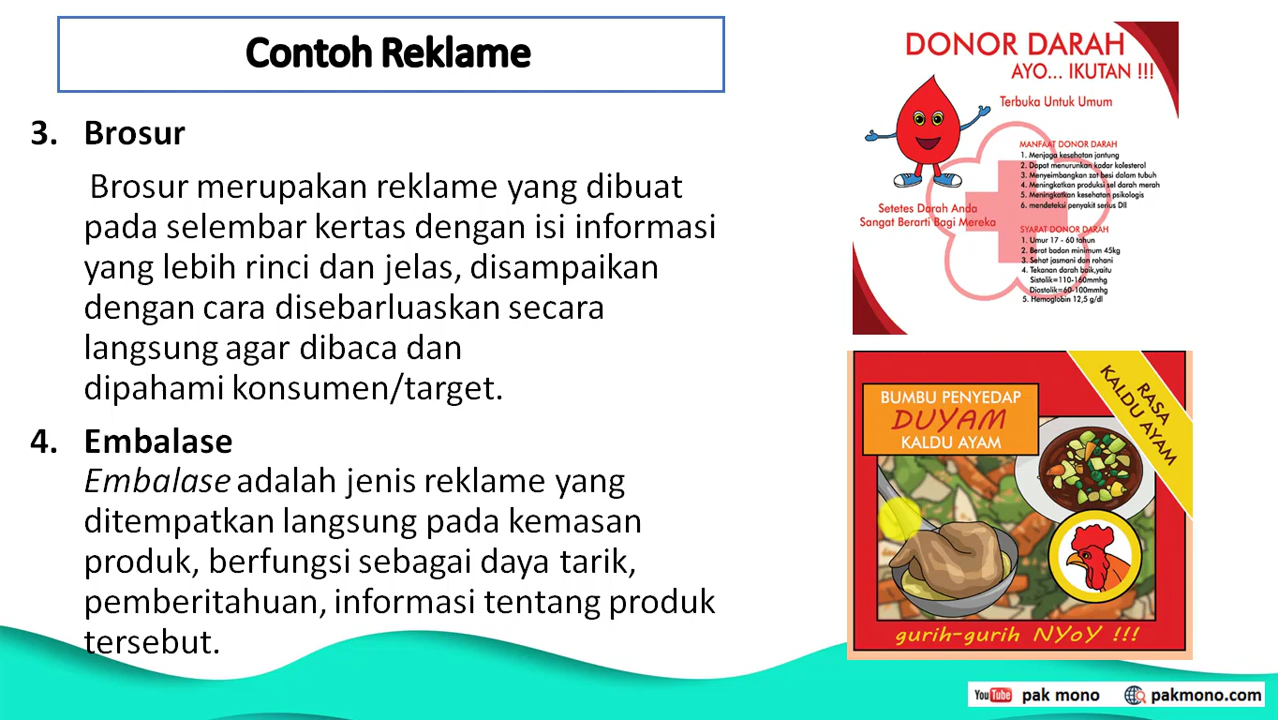 Contoh Reklame
3. Brosur
Brosur merupakan reklame yang dibuat
pada selembar kertas dengan isi informasi
yang lebih rinci dan jelas, disampaikan
dengan cara disebarluaskan secara
langsung agar dibaca dan
dipahami konsumen/target.
4. Embalase
Embalase adalah jenis reklame yang
ditempatkan langsung pada kemasan
produk, berfungsi sebagai daya tarik,
pemberitahuan, informasi tentang produk
tersebut.
DONOR DARAH
AYO... IKUTAN !!!
Terbuka Untuk Umum
MANFAAT DONOR DARAH
1. Menjaga kesehatan jantung
2. Dapat menurunkan kadar kolesterol
3. Menyeimbangkan zat besi dalam tubuh
4. Meningkatkan produksi sel darah merah
5. Meningkatkan kesehatan psikologis
6. mendeteksi penyakit serius Dll
Setetes Darah Anda
Sangat Berarti Bagi Mereka
SYARAT DONOR DARAH
1. Umur 17 - 60 tahun
2. Berat badan minimum 45kg
3. Sehat jasmani dan rohani
4. Tekanan darah baik,yaitu
Sistolik=110-160mmhg
Diastolik=60-100mmhg
5. Hemoglobin 12,5 g/dl
BUMBU PENYEDAP
DUYAM
KALDU AYAM
RASA
KALDU AYAM
gurih-gurih NYoY !!!
YouTube pak mono pakmono.com